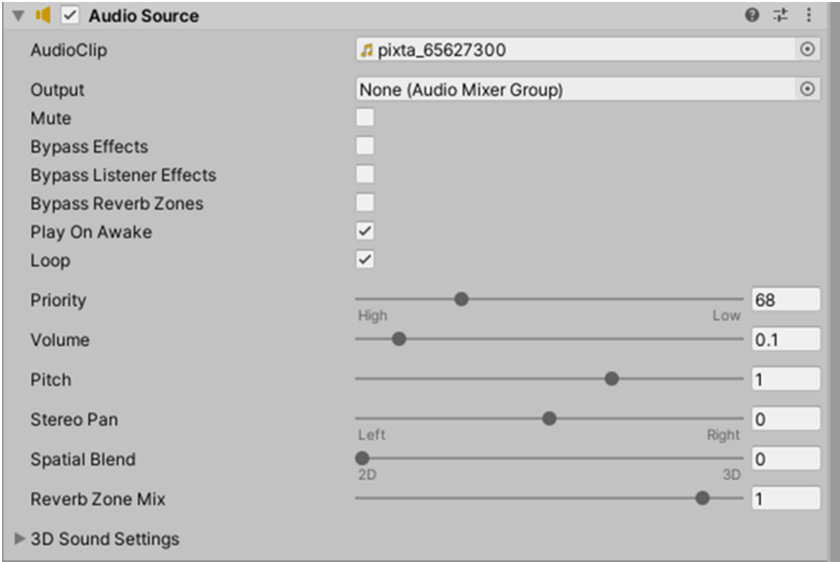 Audio Source
AudioClip pixta_65627300
Output None (Audio Mixer Group)
Mute
Bypass Effects
Bypass Listener Effects
Bypass Reverb Zones
Play On Awake
Loop
Priority 68
High Low
Volume 0.1
Pitch 1
Stereo Pan 0
Left Right
Spatial Blend 0
2D 3D
Reverb Zone Mix 1
3D Sound Settings